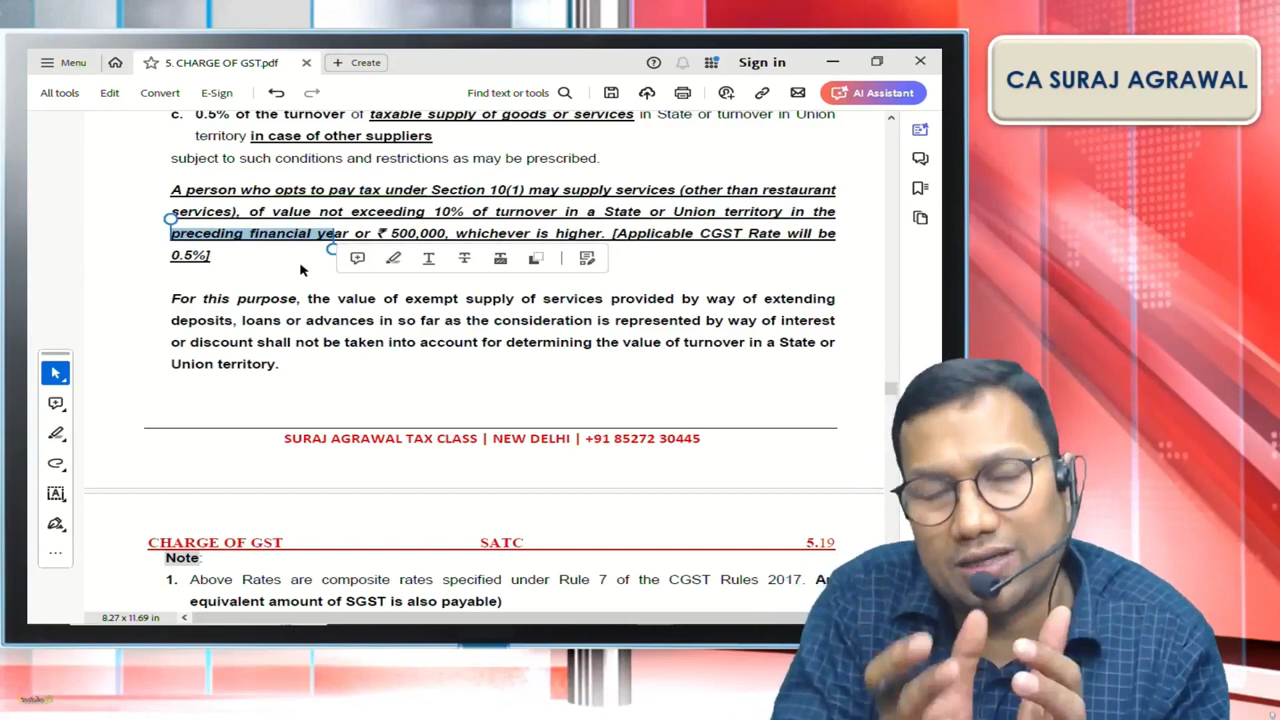 CA SURAJ AGRAWAL
Menu
5. CHARGE OF GST.pdf
Create
Sign in
All tools
Edit
Convert
E-Sign
Find text or tools
AI Assistant
c. 0.5% of the turnover of taxable supply of goods or services in State or turnover in Union
territory in case of other suppliers
subject to such conditions and restrictions as may be prescribed.
A person who opts to pay tax under Section 10(1) may supply services (other than restaurant
services), of value not exceeding 10% of turnover in a State or Union territory in the
preceding financial year or ₹ 500,000, whichever is higher. [Applicable CGST Rate will be
0.5%]
For this purpose, the value of exempt supply of services provided by way of extending
deposits, loans or advances in so far as the consideration is represented by way of interest
or discount shall not be taken into account for determining the value of turnover in a State or
Union territory.
SURAJ AGRAWAL TAX CLASS | NEW DELHI | +91 85272 30445
CHARGE OF GST SATC 5.19
Note:
1. Above Rates are composite rates specified under Rule 7 of the CGST Rules 2017.
equivalent amount of SGST is also payable)
8.27 x 11.69 in